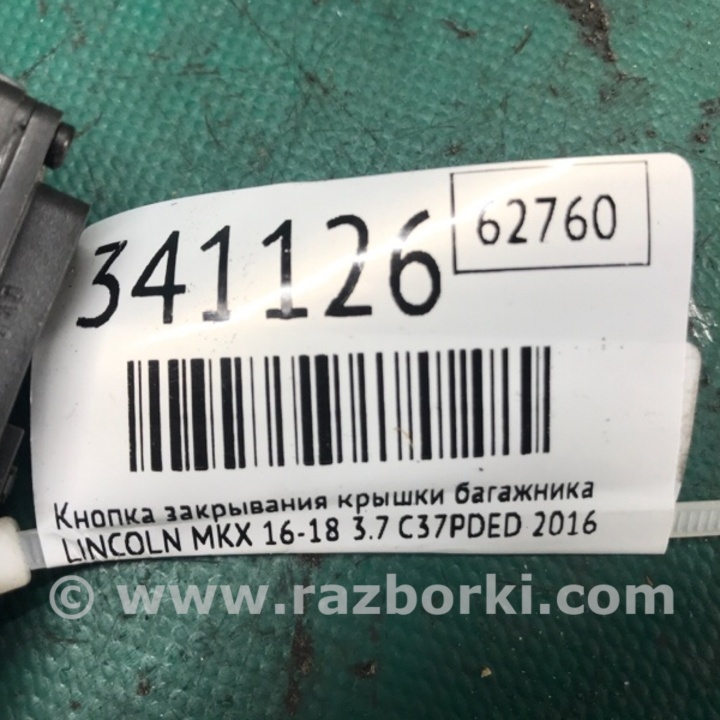 341126
62760
Кнопка закрывания крышки багажника
LINCOLN MKX 16-18 3.7 C37PDED 2016
© www.razborki.com